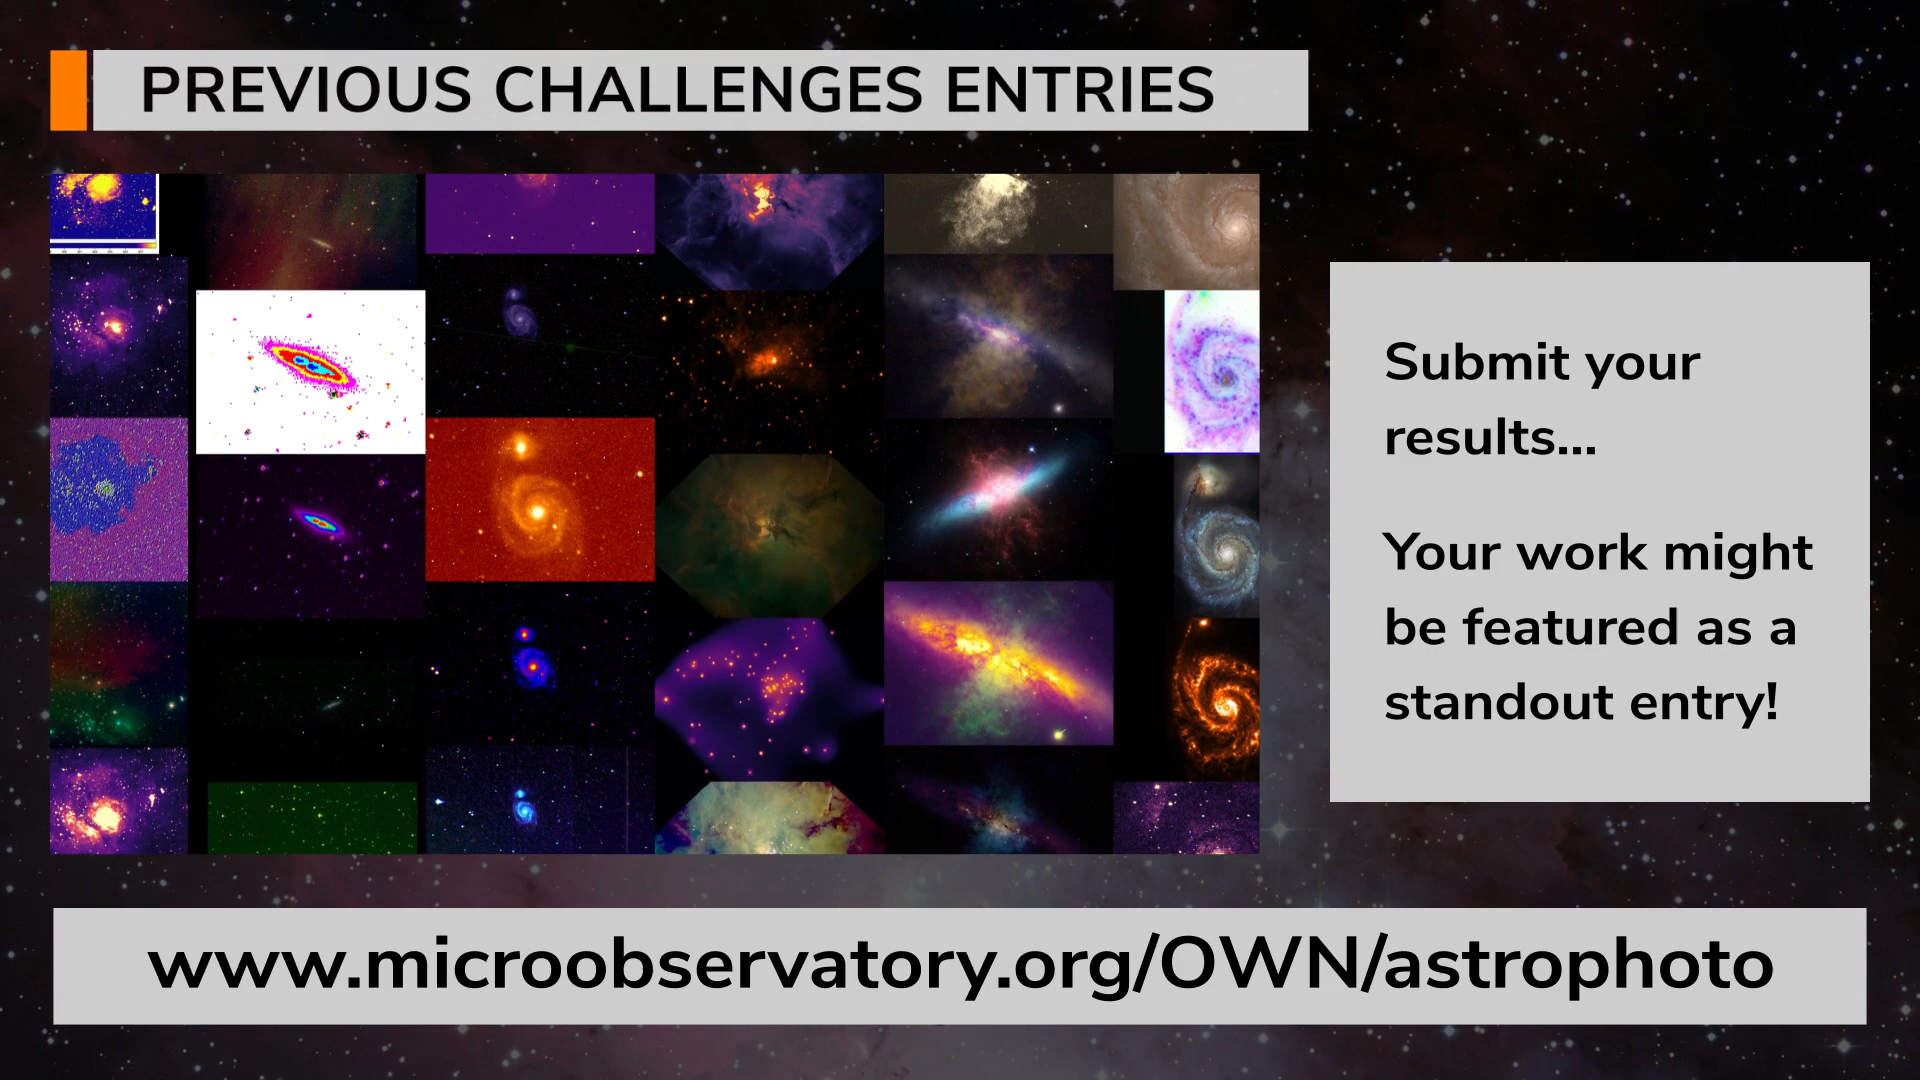 PREVIOUS CHALLENGES ENTRIES
Submit your
results...
Your work might
be featured as a
standout entry!
www.microobservatory.org/OWN/astrophoto